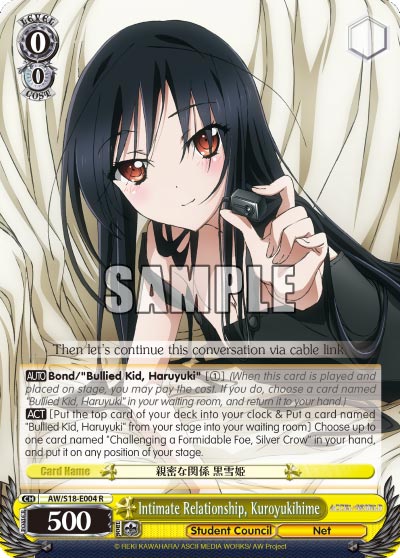 LEVEL
0
0
COST
SAMPLE
Then let's continue this conversation via cable link.
AUTO Bond/"Bullied Kid, Haruyuki" [①] (When this card is played and
placed on stage, you may pay the cost. If you do, choose a card named
"Bullied Kid, Haruyuki" in your waiting room, and return it to your hand)
ACT [Put the top card of your deck into your clock & Put a card named
"Bullied Kid, Haruyuki" from your stage into your waiting room] Choose up to
one card named "Challenging a Formidable Foe, Silver Crow" in your hand,
and put it on any position of your stage.
Card Name
親密な関係 黒雪姫
CH
AW/S18-E004 R
Intimate Relationship, Kuroyukihime
ACCEL WORLD
POWER
500
Student Council
Net
© REKI KAWAHARA/ ASCII MEDIA WORKS/ AW Project